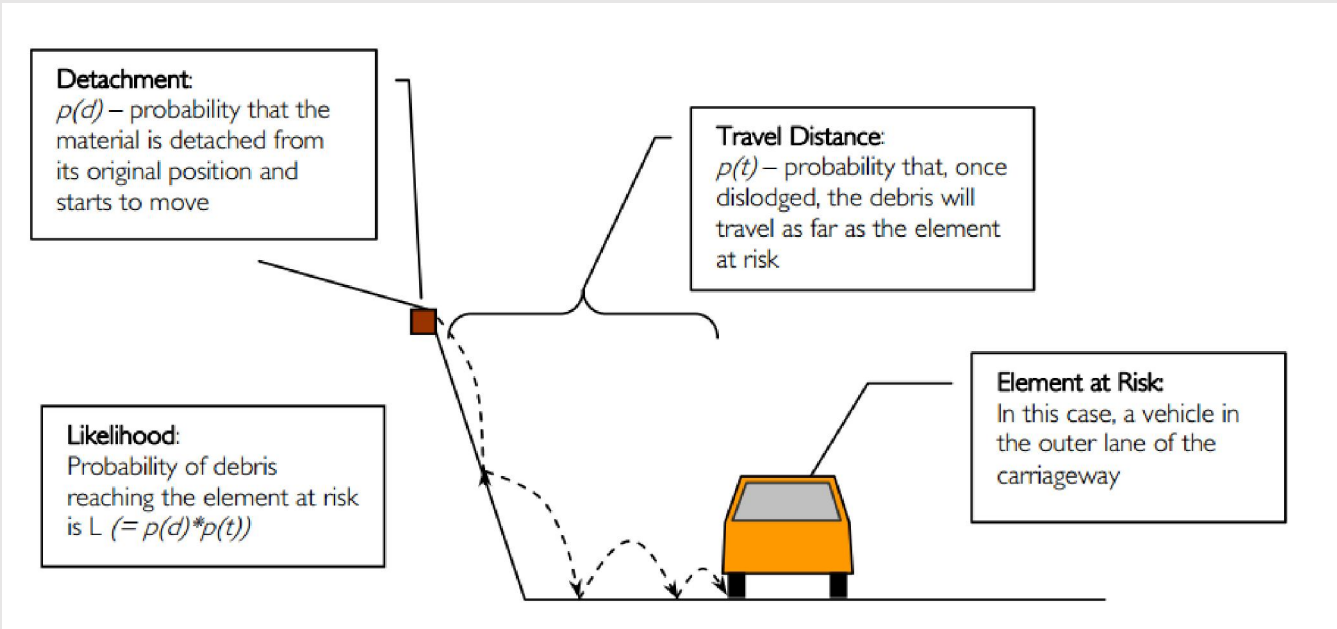 Detachment:
p(d) – probability that the
material is detached from
its original position and
starts to move
Travel Distance:
p(t) – probability that, once
dislodged, the debris will
travel as far as the element
at risk
Element at Risk:
In this case, a vehicle in
the outer lane of the
carriageway
Likelihood:
Probability of debris
reaching the element at risk
is L (= p(d)*p(t))